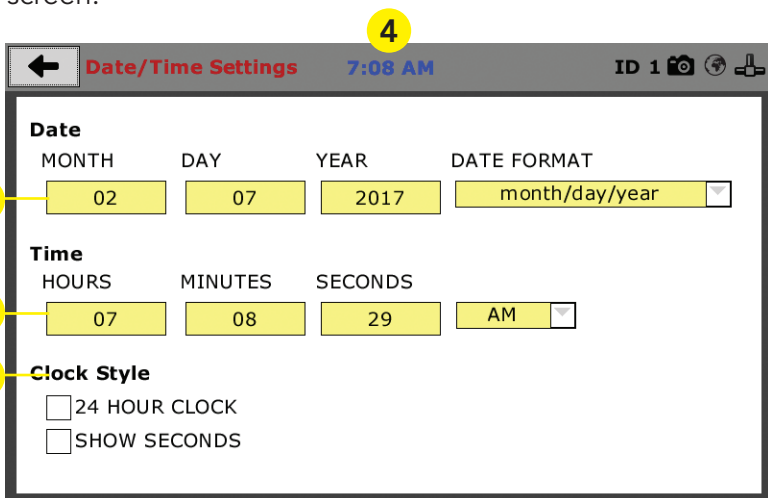 screen.
4
Date/Time Settings 7:08 AM ID 1
Date
MONTH DAY YEAR DATE FORMAT
02 07 2017 month/day/year
Time
HOURS MINUTES SECONDS
07 08 29 AM
Clock Style
24 HOUR CLOCK
SHOW SECONDS